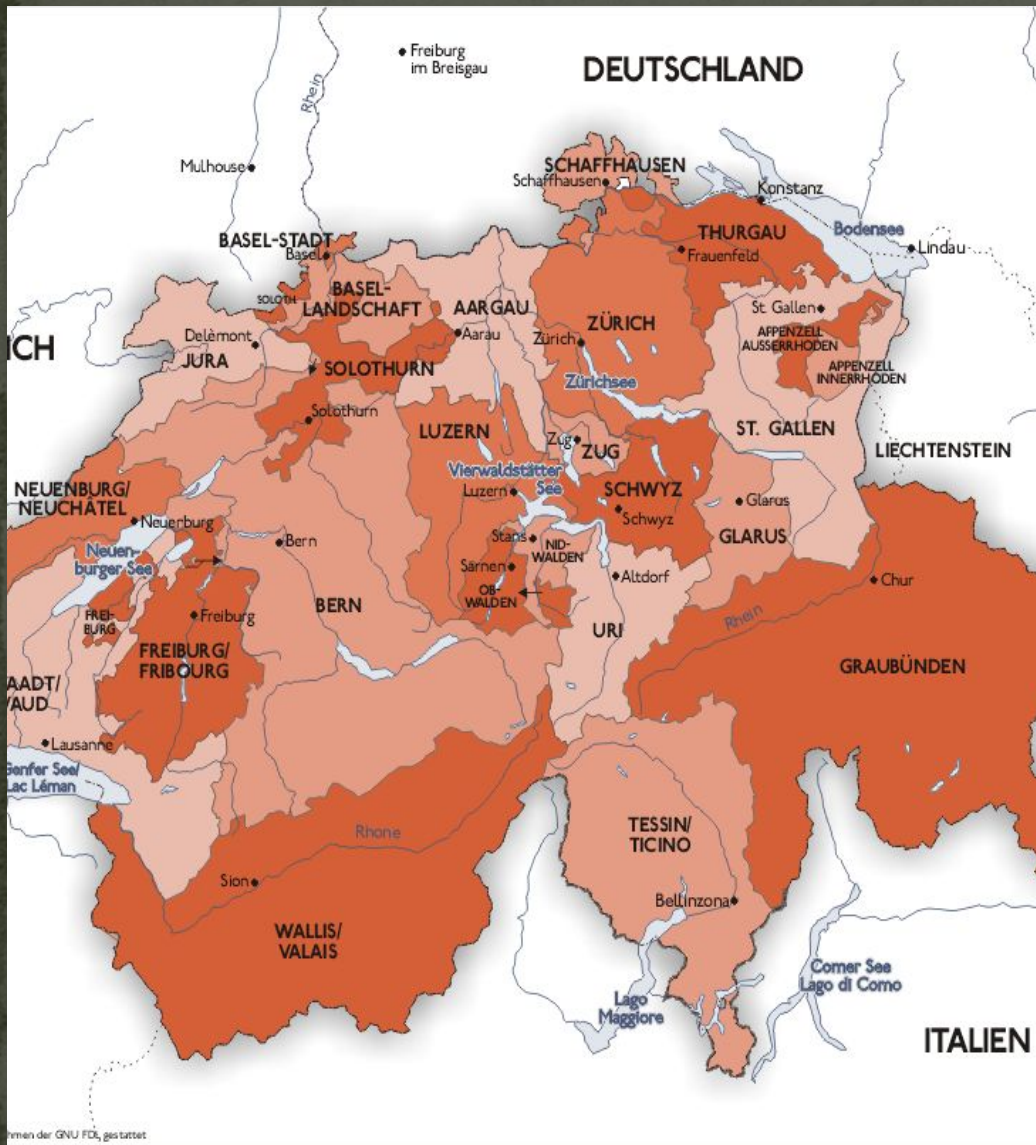 Freiburg
im Breisgau
DEUTSCHLAND
Rhein
Mulhouse
SCHAFFHAUSEN
Schaffhausen
Konstanz
THURGAU
Bodensee
BASEL-STADT
Basel
Frauenfeld
Lindau
BASEL-
LANDSCHAFT
SOLOTH.
AARGAU
St. Gallen
ICH
Delèmont
JURA
Aarau
ZÜRICH
Zürich
APPENZELL
AUSSERRHODEN
SOLOTHURN
APPENZELL
INNERRHODEN
Zürichsee
Solothurn
LUZERN
ST. GALLEN
Zug
ZUG
LIECHTENSTEIN
Vierwaldstätter
See
NEUENBURG/
NEUCHÂTEL
Luzern
SCHWYZ
Glarus
Neuenburg
Schwyz
GLARUS
Neuen-
burger See
Bern
Stans
NID-
WALDEN
Sarnen
Altdorf
Chur
OB-
WALDEN
BERN
FREI-
BURG
Freiburg
Rhein
URI
FREIBURG/
FRIBOURG
GRAUBÜNDEN
AADT/
VAUD
Lausanne
Genfer See/
Lac Léman
Rhone
TESSIN/
TICINO
Sion
Bellinzona
WALLIS/
VALAIS
Comer See
Lago di Como
Lago
Maggiore
ITALIEN
hmen der GNU FDL gestattet